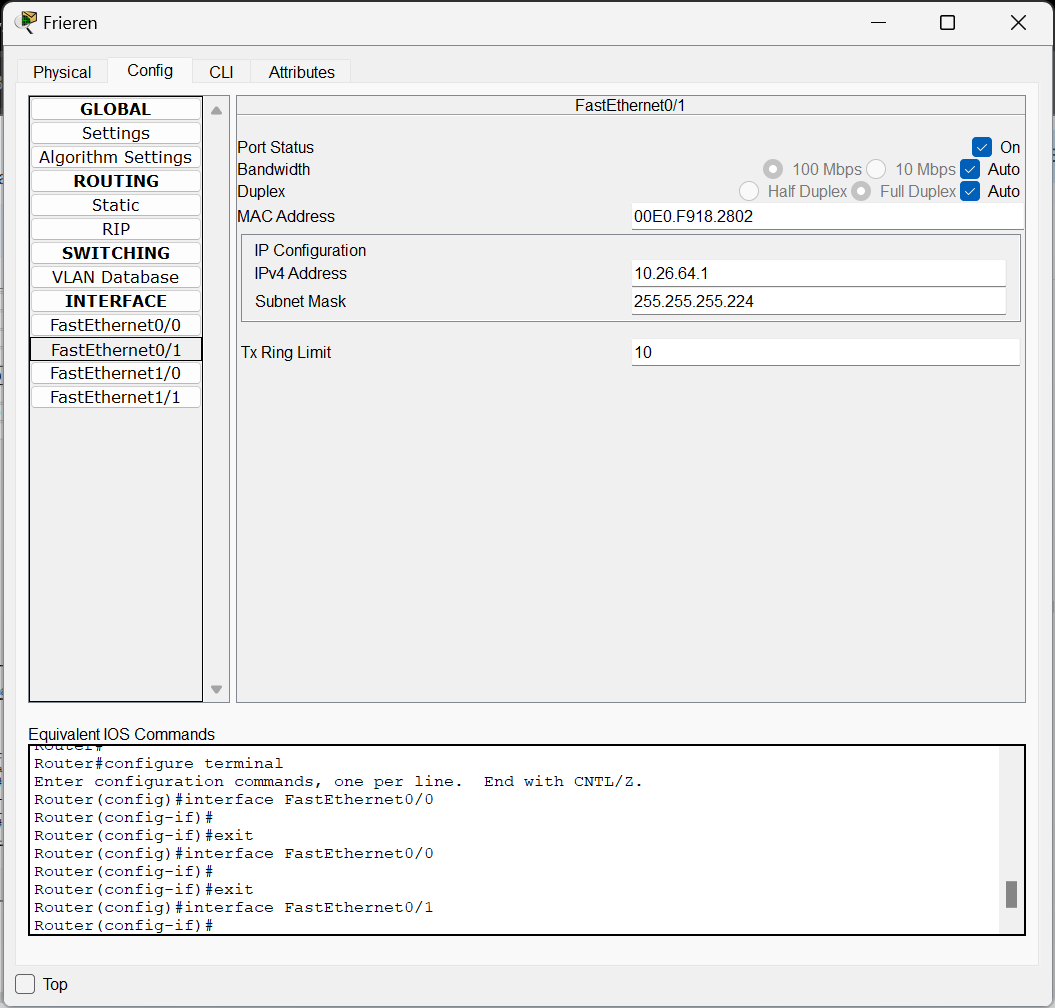 Frieren
Physical Config CLI Attributes
GLOBAL
Settings
Algorithm Settings
ROUTING
Static
RIP
SWITCHING
VLAN Database
INTERFACE
FastEthernet0/0
FastEthernet0/1
FastEthernet1/0
FastEthernet1/1
FastEthernet0/1
Port Status On
Bandwidth 100 Mbps 10 Mbps Auto
Duplex Half Duplex Full Duplex Auto
MAC Address 00E0.F918.2802
IP Configuration
IPv4 Address 10.26.64.1
Subnet Mask 255.255.255.224
Tx Ring Limit 10
Equivalent IOS Commands
Router#
Router#configure terminal
Enter configuration commands, one per line.  End with CNTL/Z.
Router(config)#interface FastEthernet0/0
Router(config-if)#
Router(config-if)#exit
Router(config)#interface FastEthernet0/0
Router(config-if)#
Router(config-if)#exit
Router(config)#interface FastEthernet0/1
Router(config-if)#
Top